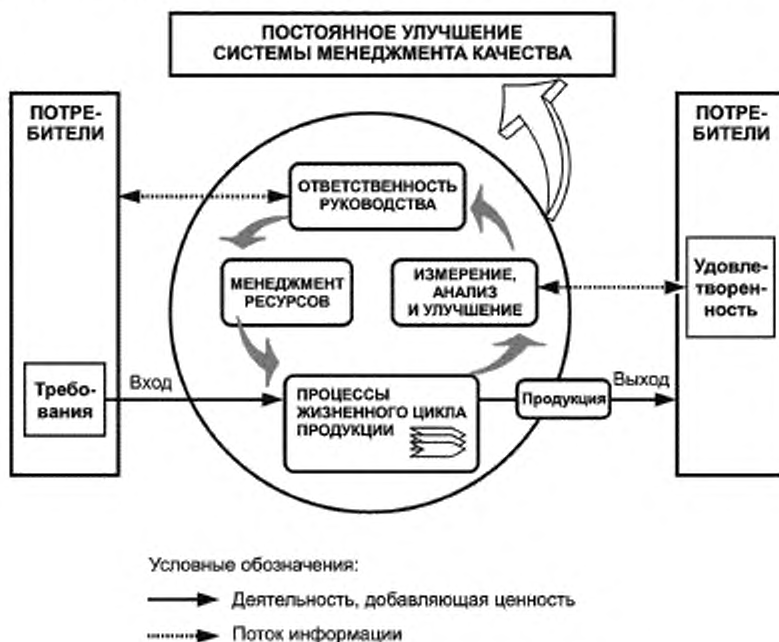 ПОСТОЯННОЕ УЛУЧШЕНИЕ
СИСТЕМЫ МЕНЕДЖМЕНТА КАЧЕСТВА
ПОТРЕ-
БИТЕЛИ
ПОТРЕ-
БИТЕЛИ
ОТВЕТСТВЕННОСТЬ
РУКОВОДСТВА
МЕНЕДЖМЕНТ
РЕСУРСОВ
ИЗМЕРЕНИЕ,
АНАЛИЗ
И УЛУЧШЕНИЕ
Удовле-
творен-
ность
Требо-
вания
Вход
ПРОЦЕССЫ
ЖИЗНЕННОГО ЦИКЛА
ПРОДУКЦИИ
Продукция
Выход
Условные обозначения:
Деятельность, добавляющая ценность
Поток информации